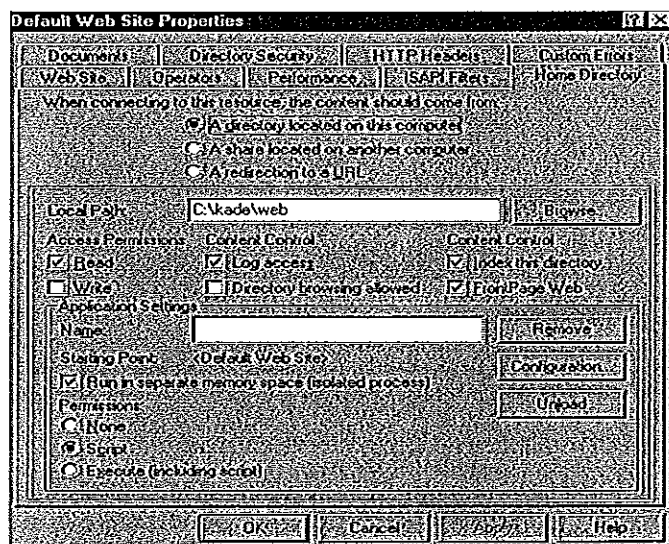 Default Web Site Properties
Documents Directory Security HTTP Headers Custom Errors
Web Site Operators Performance ISAPI Filters Home Directory
When connecting to this resource, the content should come from:
A directory located on this computer
A share located on another computer
A redirection to a URL
Local Path: C:\kade\web Browse...
Access Permissions Content Control Content Control
Read Log access Index this directory
Write Directory browsing allowed FrontPage Web
Application Settings
Name: Remove
Starting Point: <Default Web Site> Configuration...
Run in separate memory space (isolated process)
Unload
Permissions:
None
Script
Execute (including script)
OK Cancel Apply Help